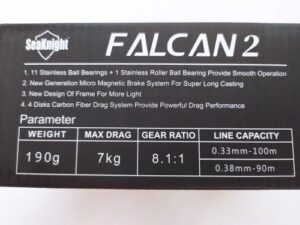 SeaKnight
FALCAN 2
1. 11 Stainless Ball Bearings + 1 Stainless Roller Ball Bearing Provide Smooth Operation
2. New Generation Micro Magnetic Brake System For Super Long Casting
3. New Design Of Frame For More Light
4. 4 Disks Carbon Fiber Drag System Provide Powerful Drag Performance
Parameter
WEIGHT MAX DRAG GEAR RATIO LINE CAPACITY
190g 7kg 8.1:1 0.33mm-100m
0.38mm-90m